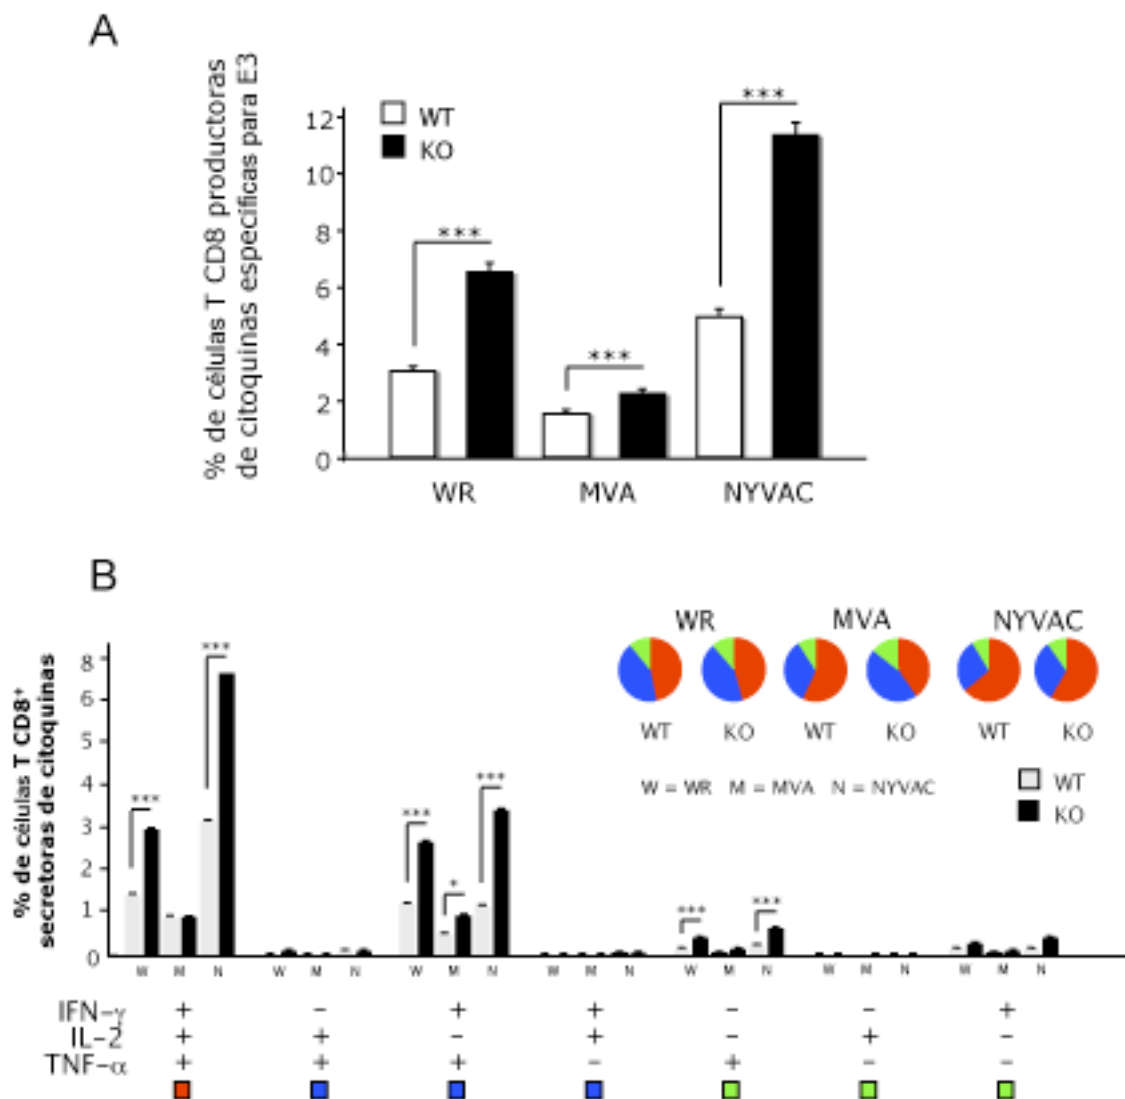 A
% de células T CD8 productoras
de citoquinas específicas para E3
WT
KO
12
10
8
6
4
2
0
***
***
***
WR MVA NYVAC
B
% de células T CD8+
secretoras de citoquinas
8
6
5
4
3
2
1
0
***
***
***
*
***
***
***
WR MVA NYVAC
WT KO WT KO WT KO
W = WR M = MVA N = NYVAC
WT
KO
W M N W M N W M N W M N W M N W M N W M N
IFN-γ + - + + - - +
IL-2 + + - + - + -
TNF-α + + + - + - -